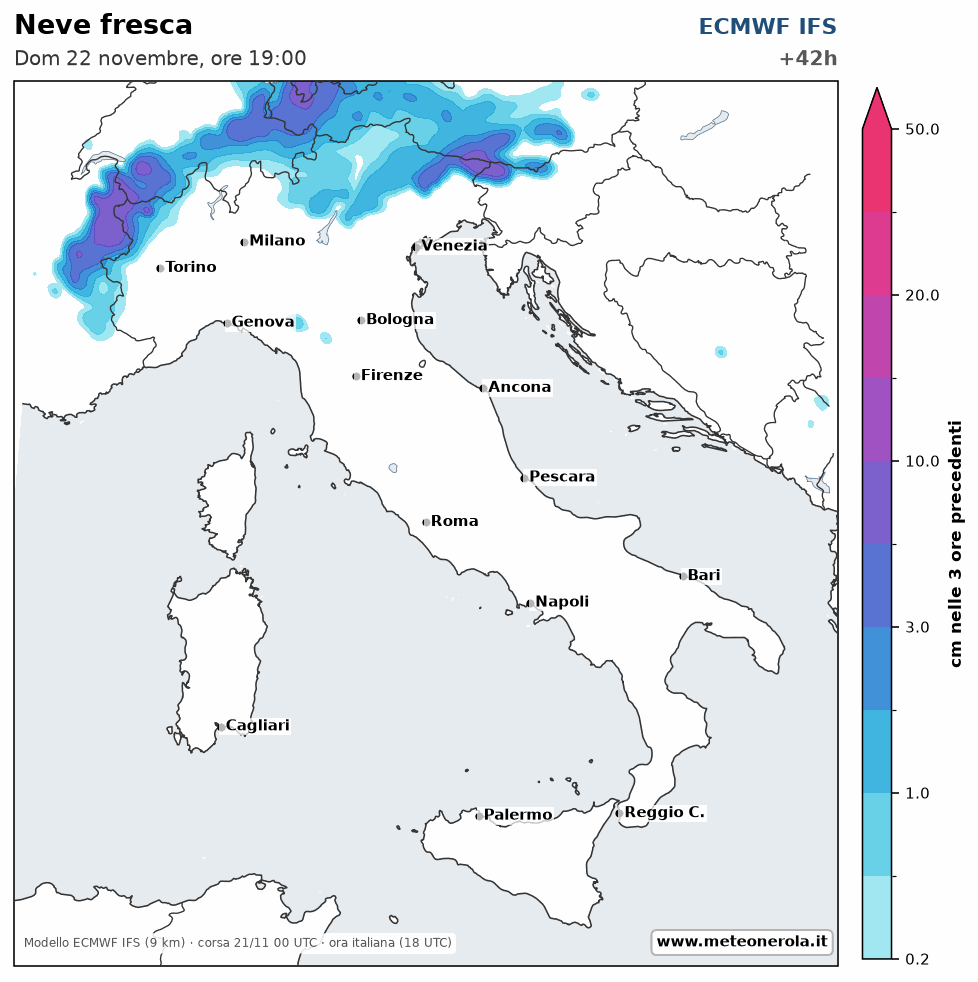 Neve fresca
ECMWF IFS
Dom 22 novembre, ore 19:00
+42h
50.0
20.0
10.0
3.0
1.0
0.2
cm nelle 3 ore precedenti
Milano
Venezia
Torino
Genova
Bologna
Firenze
Ancona
Pescara
Roma
Bari
Napoli
Cagliari
Palermo
Reggio C.
Modello ECMWF IFS (9 km) · corsa 21/11 00 UTC · ora italiana (18 UTC)
www.meteonerola.it